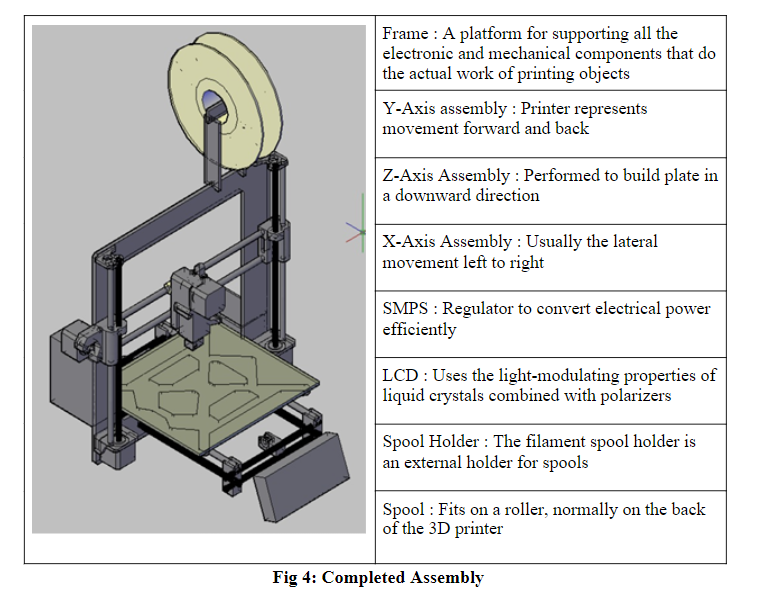 Frame : A platform for supporting all the
electronic and mechanical components that do
the actual work of printing objects
Y-Axis assembly : Printer represents
movement forward and back
Z-Axis Assembly : Performed to build plate in
a downward direction
X-Axis Assembly : Usually the lateral
movement left to right
SMPS : Regulator to convert electrical power
efficiently
LCD : Uses the light-modulating properties of
liquid crystals combined with polarizers
Spool Holder : The filament spool holder is
an external holder for spools
Spool : Fits on a roller, normally on the back
of the 3D printer
Fig 4: Completed Assembly